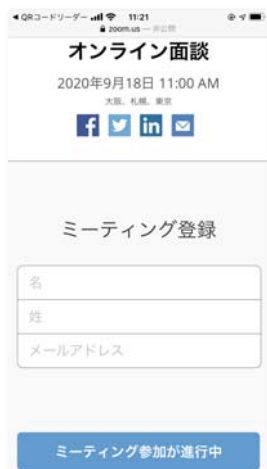 QRコードリーダー 11:21
zoom.us — 非公開
オンライン面談
2020年9月18日 11:00 AM
大阪、札幌、東京
f in
ミーティング登録
名
姓
メールアドレス
ミーティング参加が進行中